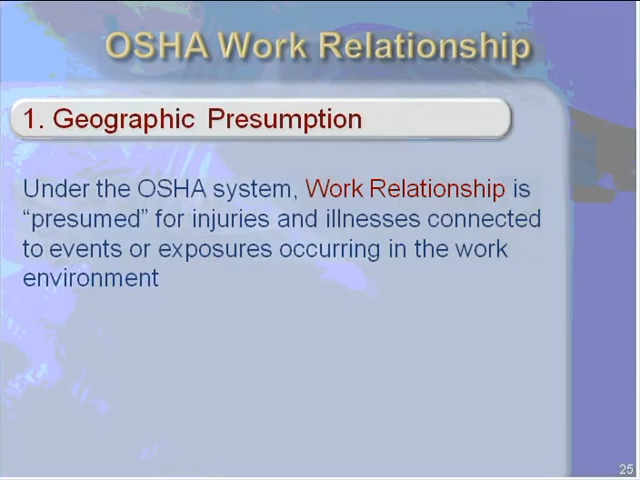 OSHA Work Relationship
1. Geographic Presumption
Under the OSHA system, Work Relationship is
“presumed” for injuries and illnesses connected
to events or exposures occurring in the work
environment
25